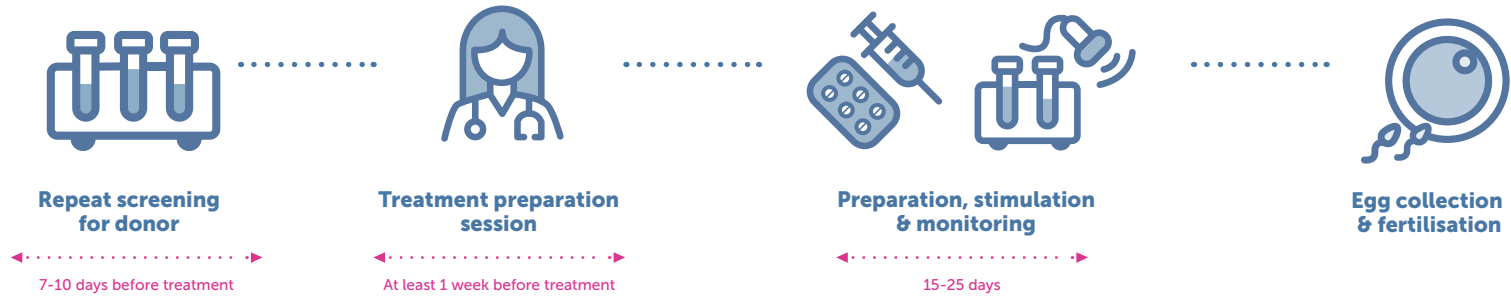 Repeat screening
for donor
7-10 days before treatment
Treatment preparation
session
At least 1 week before treatment
Preparation, stimulation
& monitoring
15-25 days
Egg collection
& fertilisation